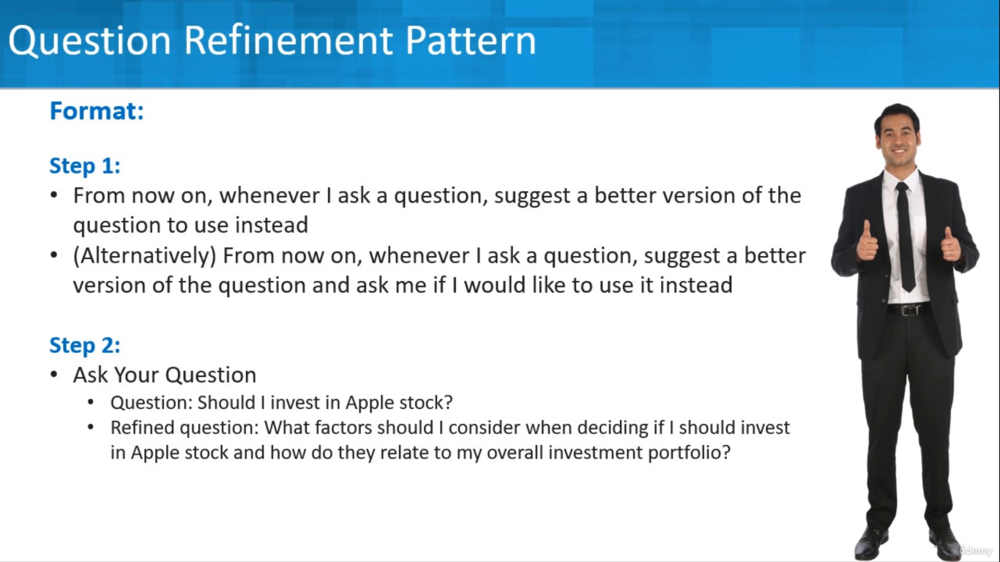 Question Refinement Pattern
Format:
Step 1:
• From now on, whenever I ask a question, suggest a better version of the
question to use instead
• (Alternatively) From now on, whenever I ask a question, suggest a better
version of the question and ask me if I would like to use it instead
Step 2:
• Ask Your Question
• Question: Should I invest in Apple stock?
• Refined question: What factors should I consider when deciding if I should invest
in Apple stock and how do they relate to my overall investment portfolio?
Udemy